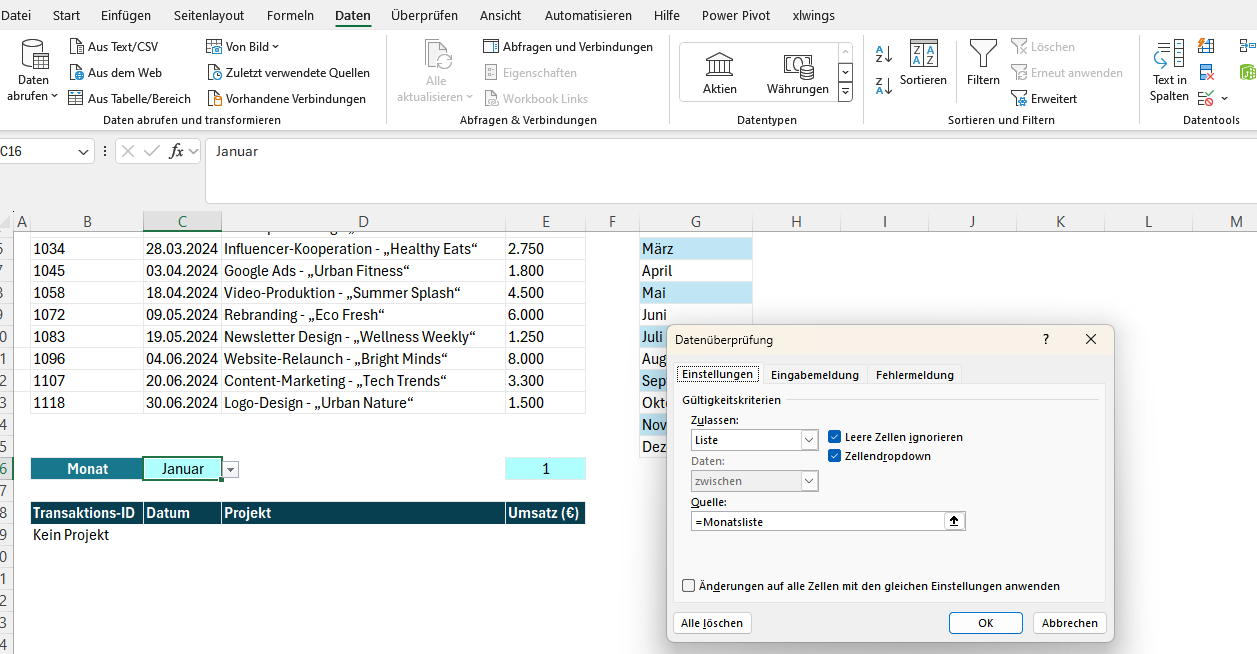 Datei Start Einfügen Seitenlayout Formeln Daten Überprüfen Ansicht Automatisieren Hilfe Power Pivot xlwings
Daten abrufen
Aus Text/CSV
Aus dem Web
Aus Tabelle/Bereich
Von Bild
Zuletzt verwendete Quellen
Vorhandene Verbindungen
Daten abrufen und transformieren
Alle aktualisieren
Abfragen und Verbindungen
Eigenschaften
Workbook Links
Abfragen & Verbindungen
Aktien
Währungen
Datentypen
Sortieren
Filtern
Löschen
Erneut anwenden
Erweitert
Sortieren und Filtern
Text in Spalten
Datentools
C16
fx
Januar
A B C D E F G H I J K L M
1034 28.03.2024 Influencer-Kooperation - „Healthy Eats“ 2.750 März
1045 03.04.2024 Google Ads - „Urban Fitness“ 1.800 April
1058 18.04.2024 Video-Produktion - „Summer Splash“ 4.500 Mai
1072 09.05.2024 Rebranding - „Eco Fresh“ 6.000 Juni
1083 19.05.2024 Newsletter Design - „Wellness Weekly“ 1.250 Juli
1096 04.06.2024 Website-Relaunch - „Bright Minds“ 8.000 Aug
1107 20.06.2024 Content-Marketing - „Tech Trends“ 3.300 Sep
1118 30.06.2024 Logo-Design - „Urban Nature“ 1.500 Okt
Nov
Dez
Monat Januar 1
Transaktions-ID Datum Projekt Umsatz (€)
Kein Projekt
Datenüberprüfung ?
Einstellungen Eingabemeldung Fehlermeldung
Gültigkeitskriterien
Zulassen:
Liste
Leere Zellen ignorieren
Daten:
Zellendropdown
zwischen
Quelle:
=Monatsliste
Änderungen auf alle Zellen mit den gleichen Einstellungen anwenden
Alle löschen OK Abbrechen